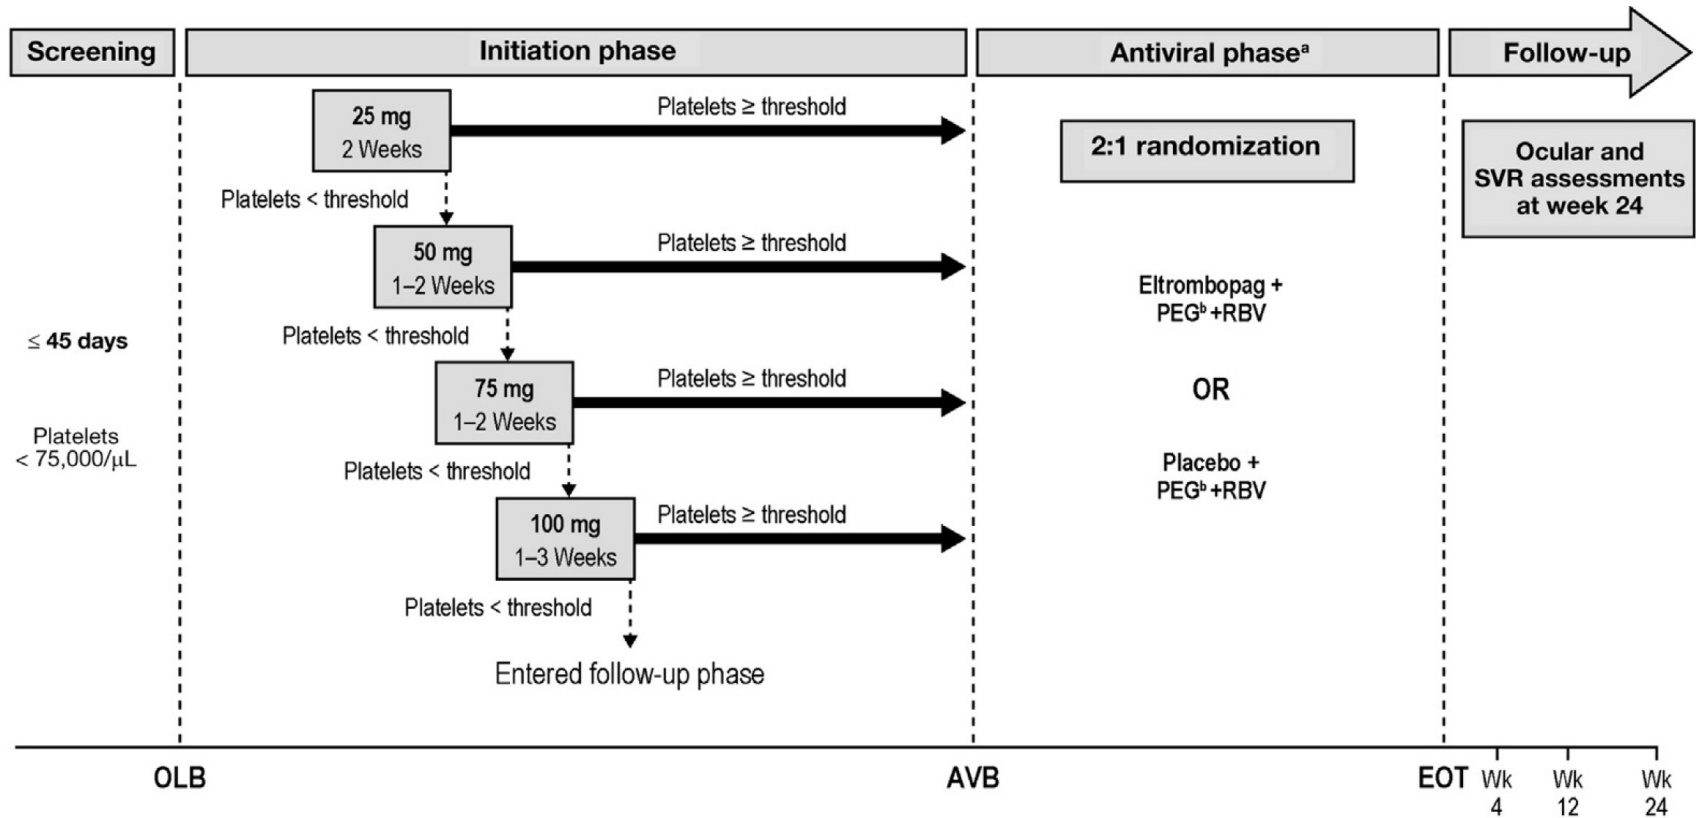 Screening
Initiation phase
Antiviral phaseᵃ
Follow-up
25 mg
2 Weeks
Platelets ≥ threshold
Platelets < threshold
50 mg
1–2 Weeks
Platelets ≥ threshold
Platelets < threshold
75 mg
1–2 Weeks
Platelets ≥ threshold
Platelets < threshold
100 mg
1–3 Weeks
Platelets ≥ threshold
Platelets < threshold
Entered follow-up phase
≤ 45 days
Platelets
< 75,000/μL
2:1 randomization
Eltrombopag +
PEGᵇ +RBV
OR
Placebo +
PEGᵇ +RBV
Ocular and
SVR assessments
at week 24
OLB
AVB
EOT
Wk
4
Wk
12
Wk
24